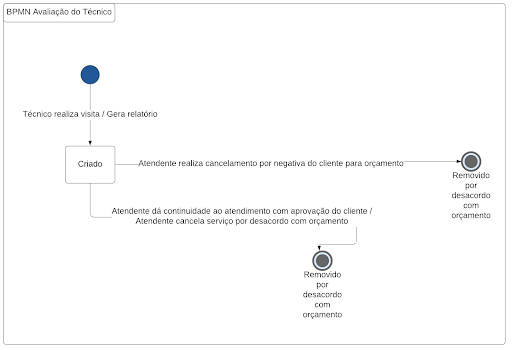 BPMN Avaliação do Técnico
Técnico realiza visita / Gera relatório
Criado
Atendente realiza cancelamento por negativa do cliente para orçamento
Removido
por
desacordo
com
orçamento
Atendente dá continuidade ao atendimento com aprovação do cliente /
Atendente cancela serviço por desacordo com orçamento
Removido
por
desacordo
com
orçamento